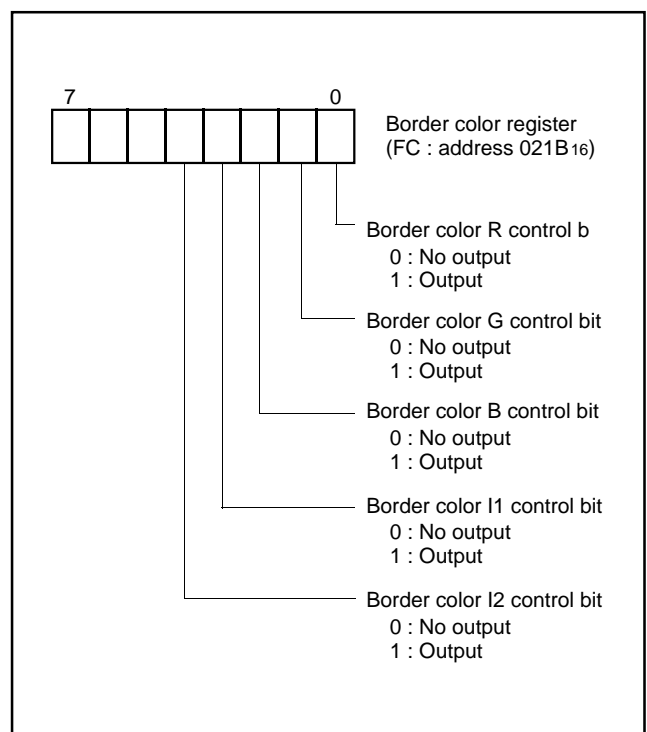 7 0
Border color register
(FC : address 021B16)
Border color R control b
0 : No output
1 : Output
Border color G control bit
0 : No output
1 : Output
Border color B control bit
0 : No output
1 : Output
Border color I1 control bit
0 : No output
1 : Output
Border color I2 control bit
0 : No output
1 : Output